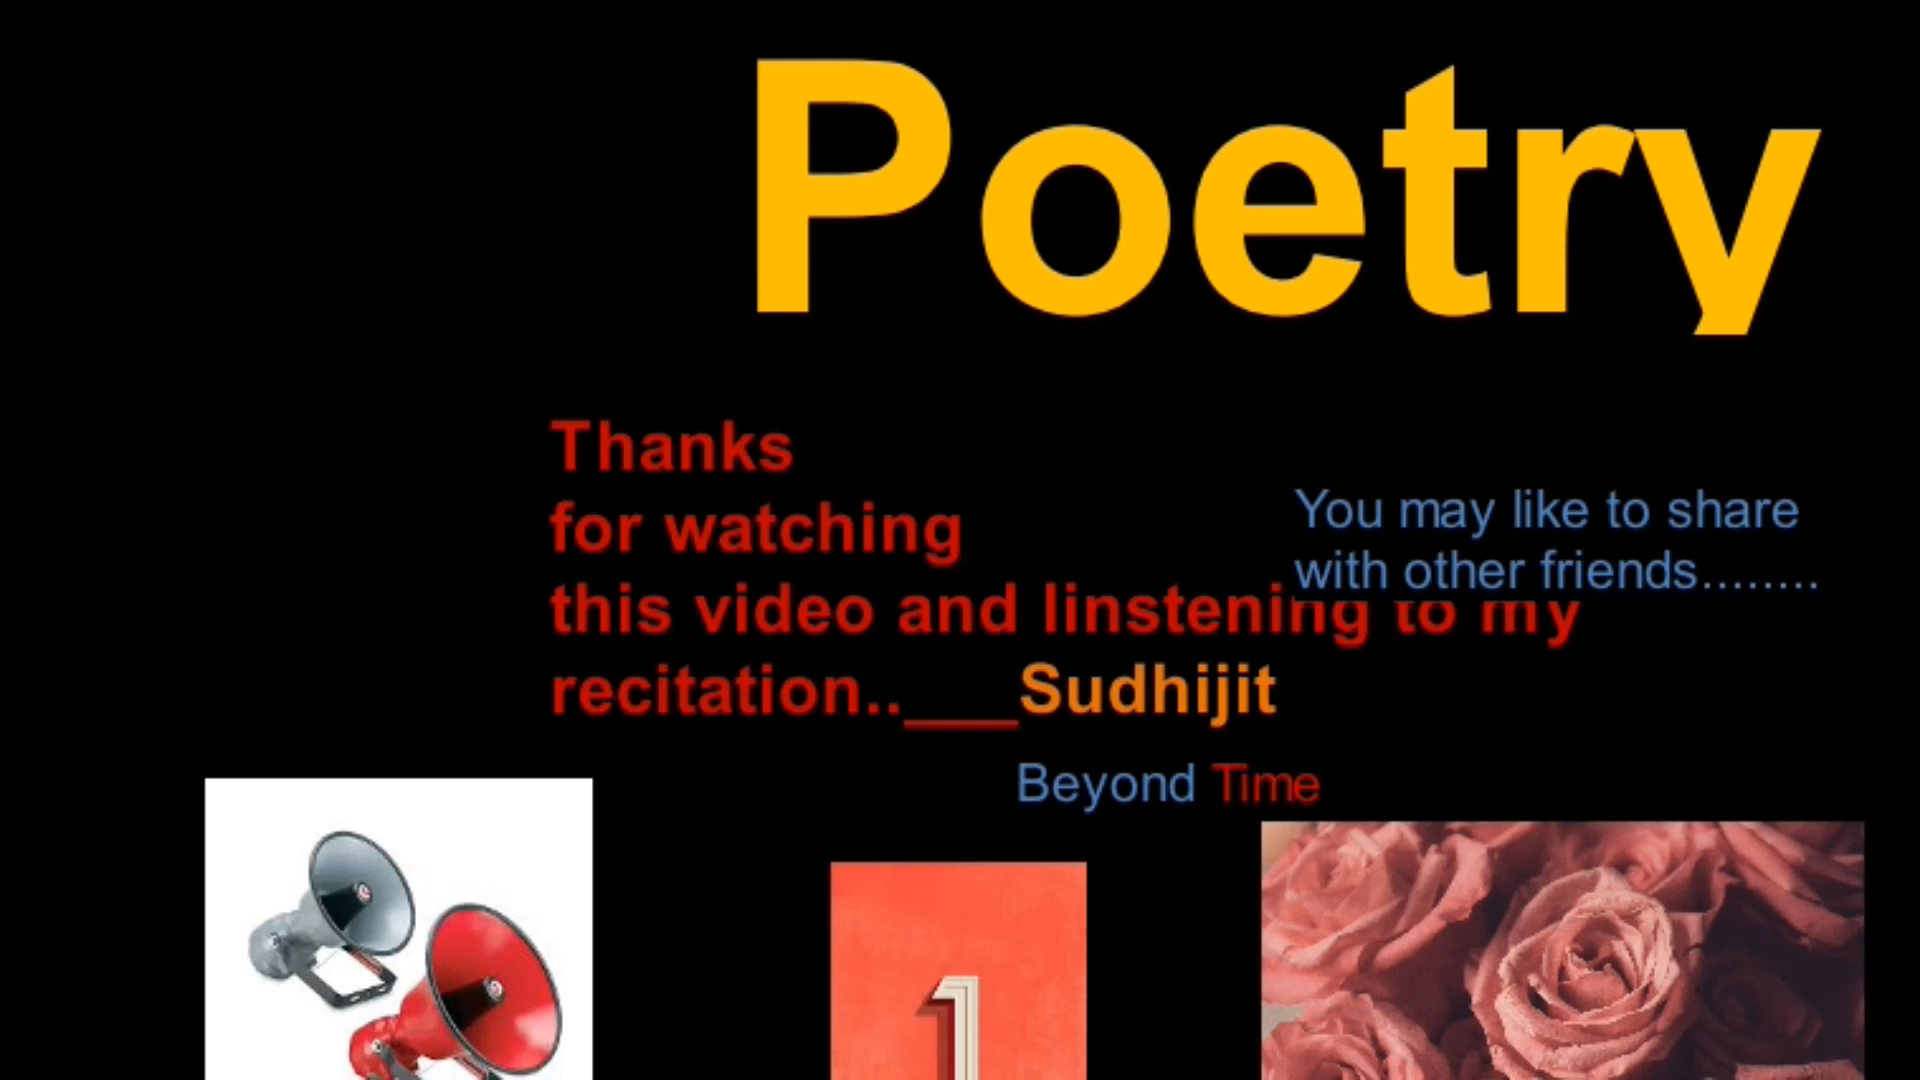 Poetry
Thanks
for watching
this video and linstening to my
recitation..___Sudhijit
You may like to share
with other friends........
Beyond Time
1